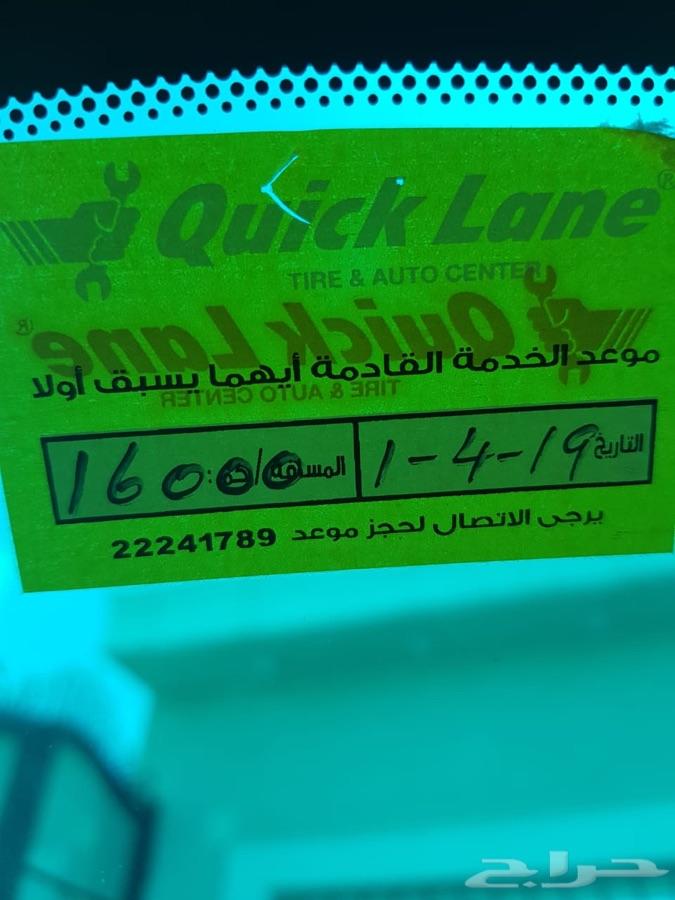 Quick Lane®
TIRE & AUTO CENTER
Quick Lane®
موعد الخدمة القادمة أيهما يسبق أولا
TIRE & AUTO CENTER
التاريخ 1-4-19 المسافة/كم: 16000
يرجى الاتصال لحجز موعد 22241789
حراج